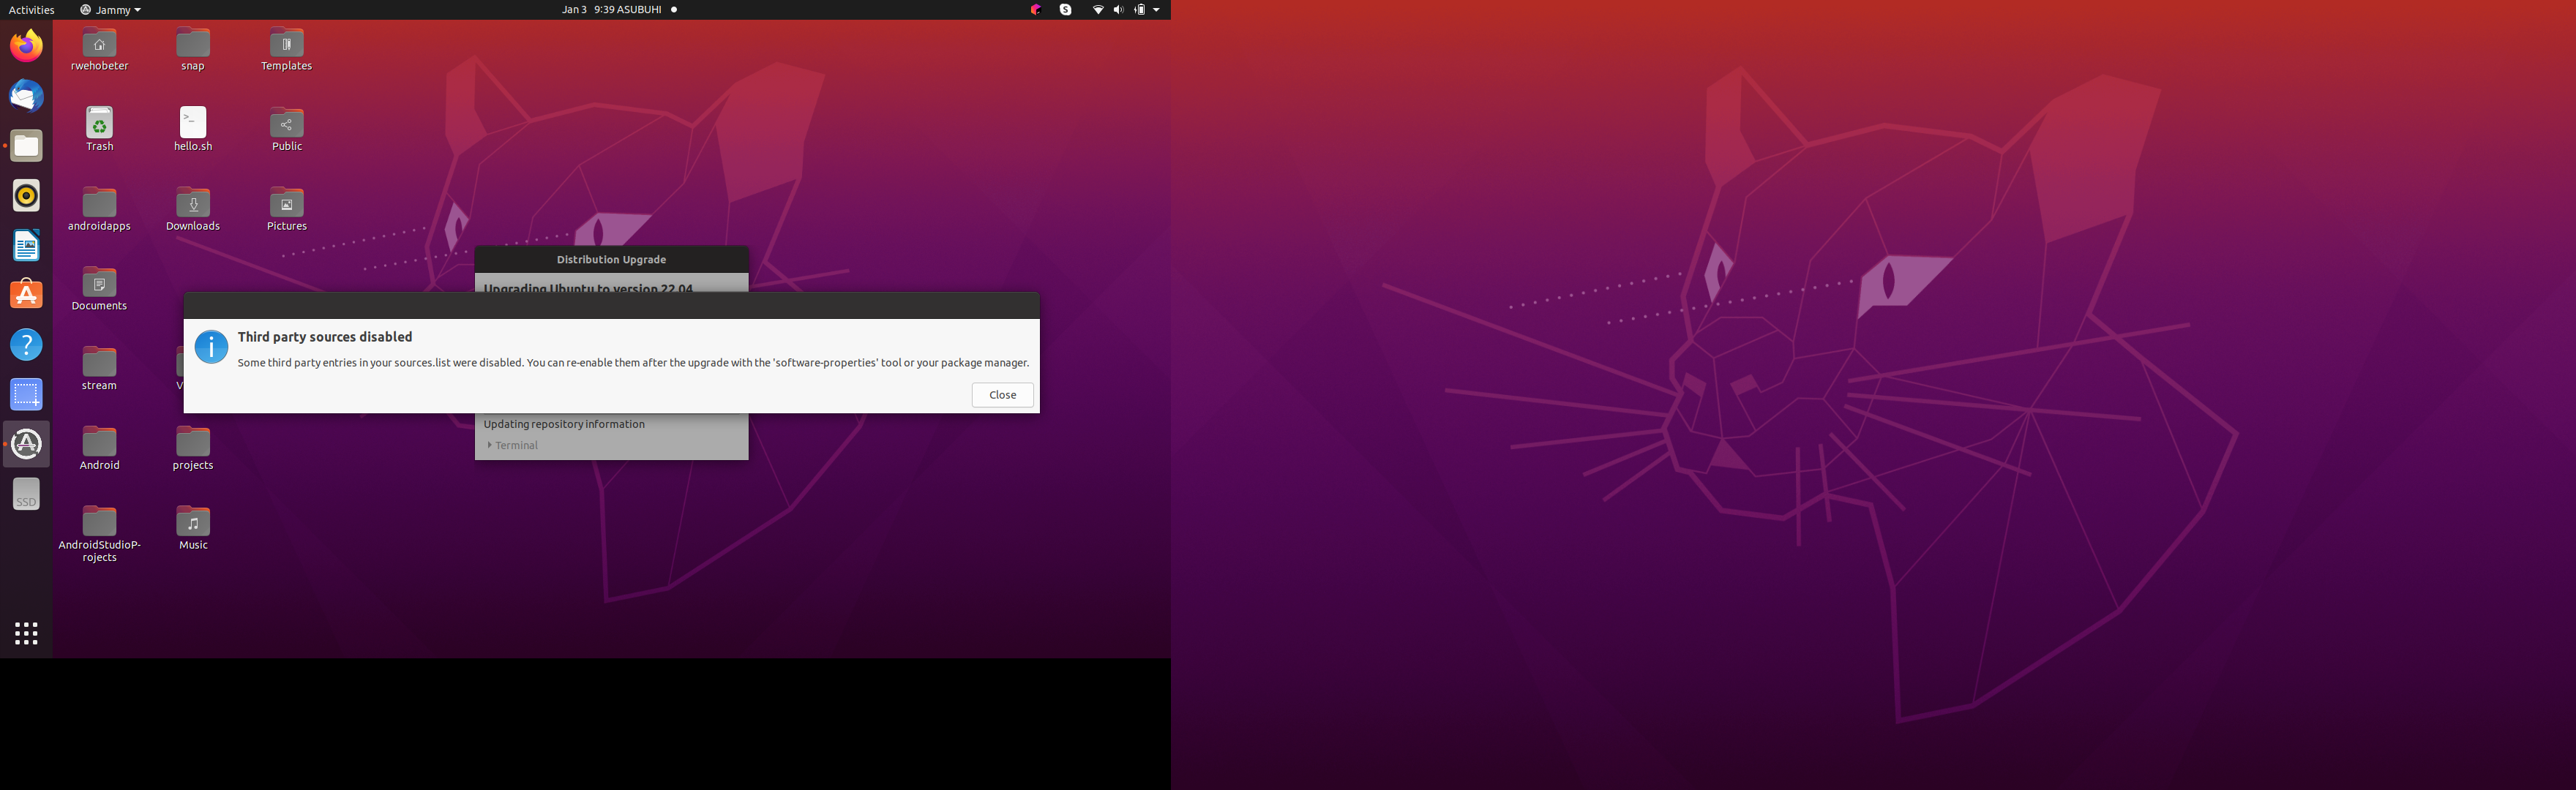 Activities
Jammy
Jan 3 9:39 ASUBUHI
rwehobeter
snap
Templates
Trash
>_
hello.sh
Public
androidapps
Downloads
Pictures
Distribution Upgrade
Upgrading Ubuntu to version 22.04
Documents
Third party sources disabled
Some third party entries in your sources.list were disabled. You can re-enable them after the upgrade with the 'software-properties' tool or your package manager.
Close
stream
V
Updating repository information
Terminal
Android
projects
SSD
AndroidStudioP-
rojects
Music